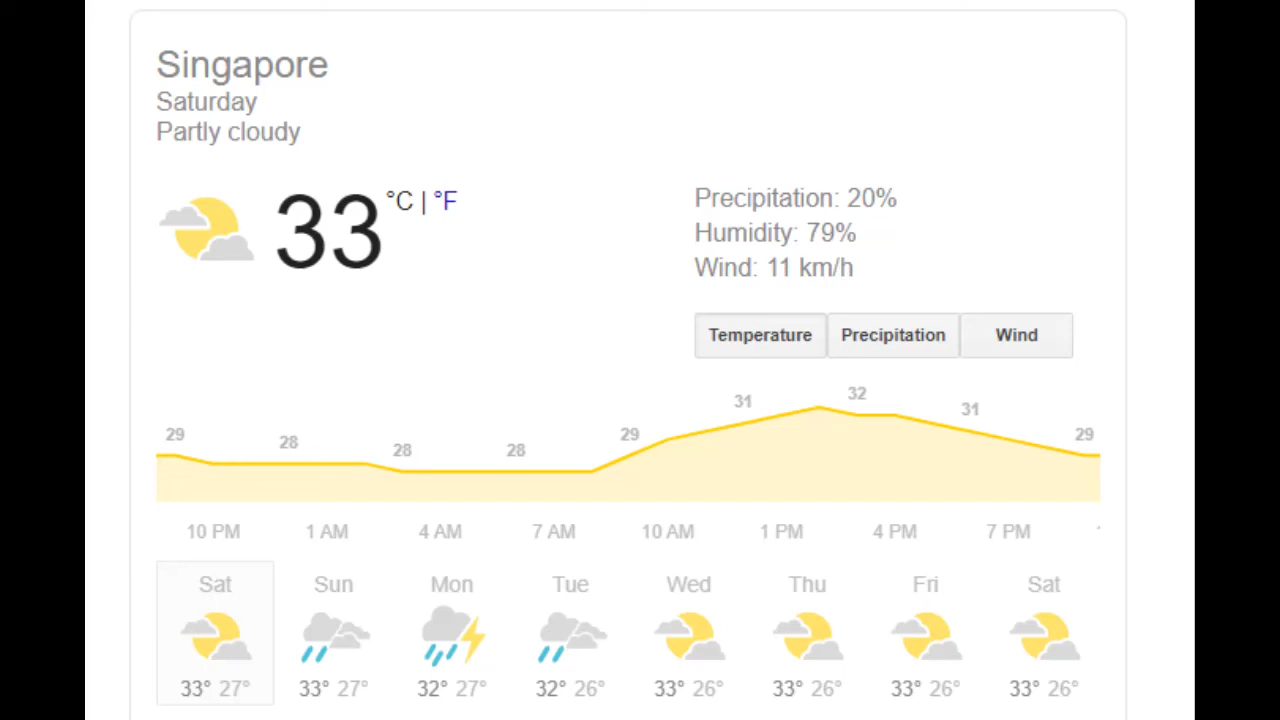 Singapore
Saturday
Partly cloudy
33 °C | °F
Precipitation: 20%
Humidity: 79%
Wind: 11 km/h
Temperature Precipitation Wind
29 28 28 28 29 31 32 31 29
10 PM 1 AM 4 AM 7 AM 10 AM 1 PM 4 PM 7 PM
Sat Sun Mon Tue Wed Thu Fri Sat
33° 27° 33° 27° 32° 27° 32° 26° 33° 26° 33° 26° 33° 26° 33° 26°